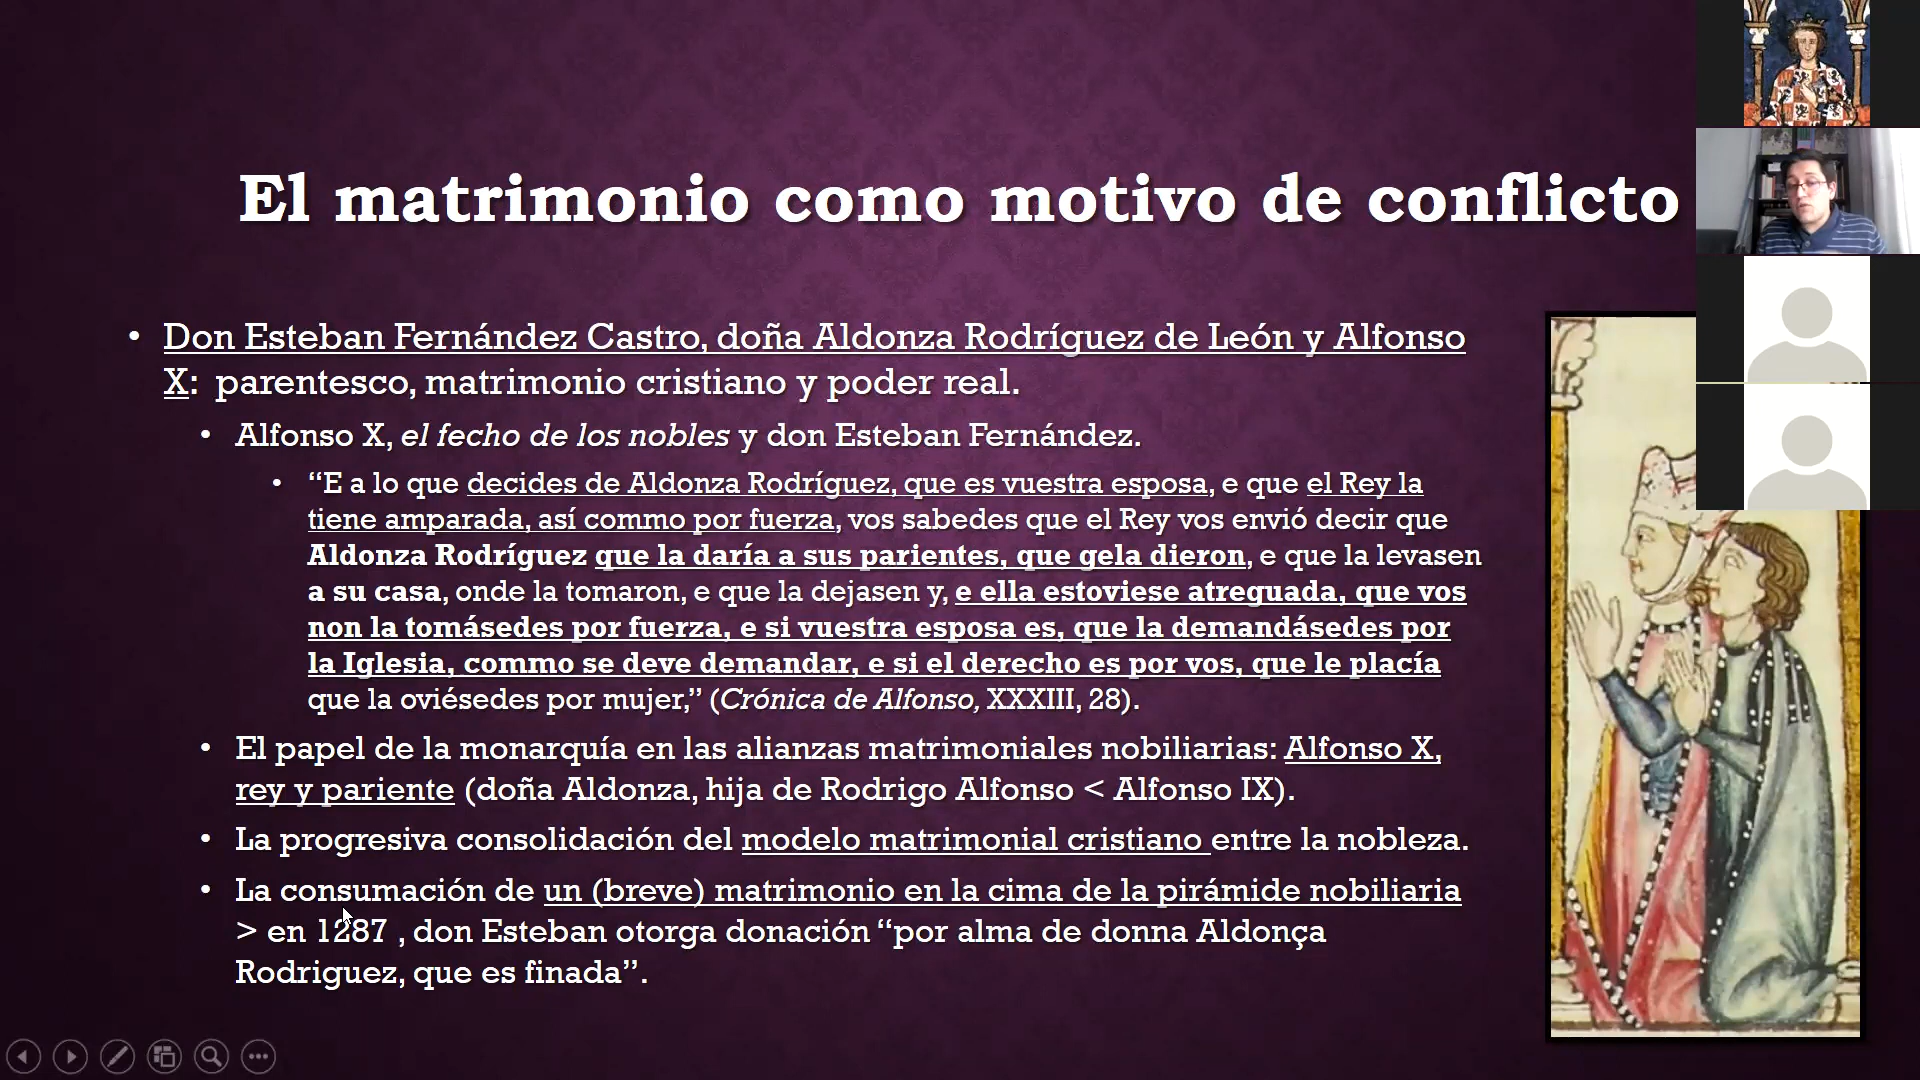 El matrimonio como motivo de conflicto
• Don Esteban Fernández Castro, doña Aldonza Rodríguez de León y Alfonso
X: parentesco, matrimonio cristiano y poder real.
• Alfonso X, el fecho de los nobles y don Esteban Fernández.
• “E a lo que decides de Aldonza Rodríguez, que es vuestra esposa, e que el Rey la
tiene amparada, así commo por fuerza, vos sabedes que el Rey vos envió decir que
Aldonza Rodríguez que la daría a sus parientes, que gela dieron, e que la levasen
a su casa, onde la tomaron, e que la dejasen y, e ella estoviese atreguada, que vos
non la tomásedes por fuerza, e si vuestra esposa es, que la demandásedes por
la Iglesia, commo se deve demandar, e si el derecho es por vos, que le placía
que la oviésedes por mujer,” (Crónica de Alfonso, XXXIII, 28).
• El papel de la monarquía en las alianzas matrimoniales nobiliarias: Alfonso X,
rey y pariente (doña Aldonza, hija de Rodrigo Alfonso < Alfonso IX).
• La progresiva consolidación del modelo matrimonial cristiano entre la nobleza.
• La consumación de un (breve) matrimonio en la cima de la pirámide nobiliaria
> en 1287 , don Esteban otorga donación “por alma de donna Aldonça
Rodriguez, que es finada”.